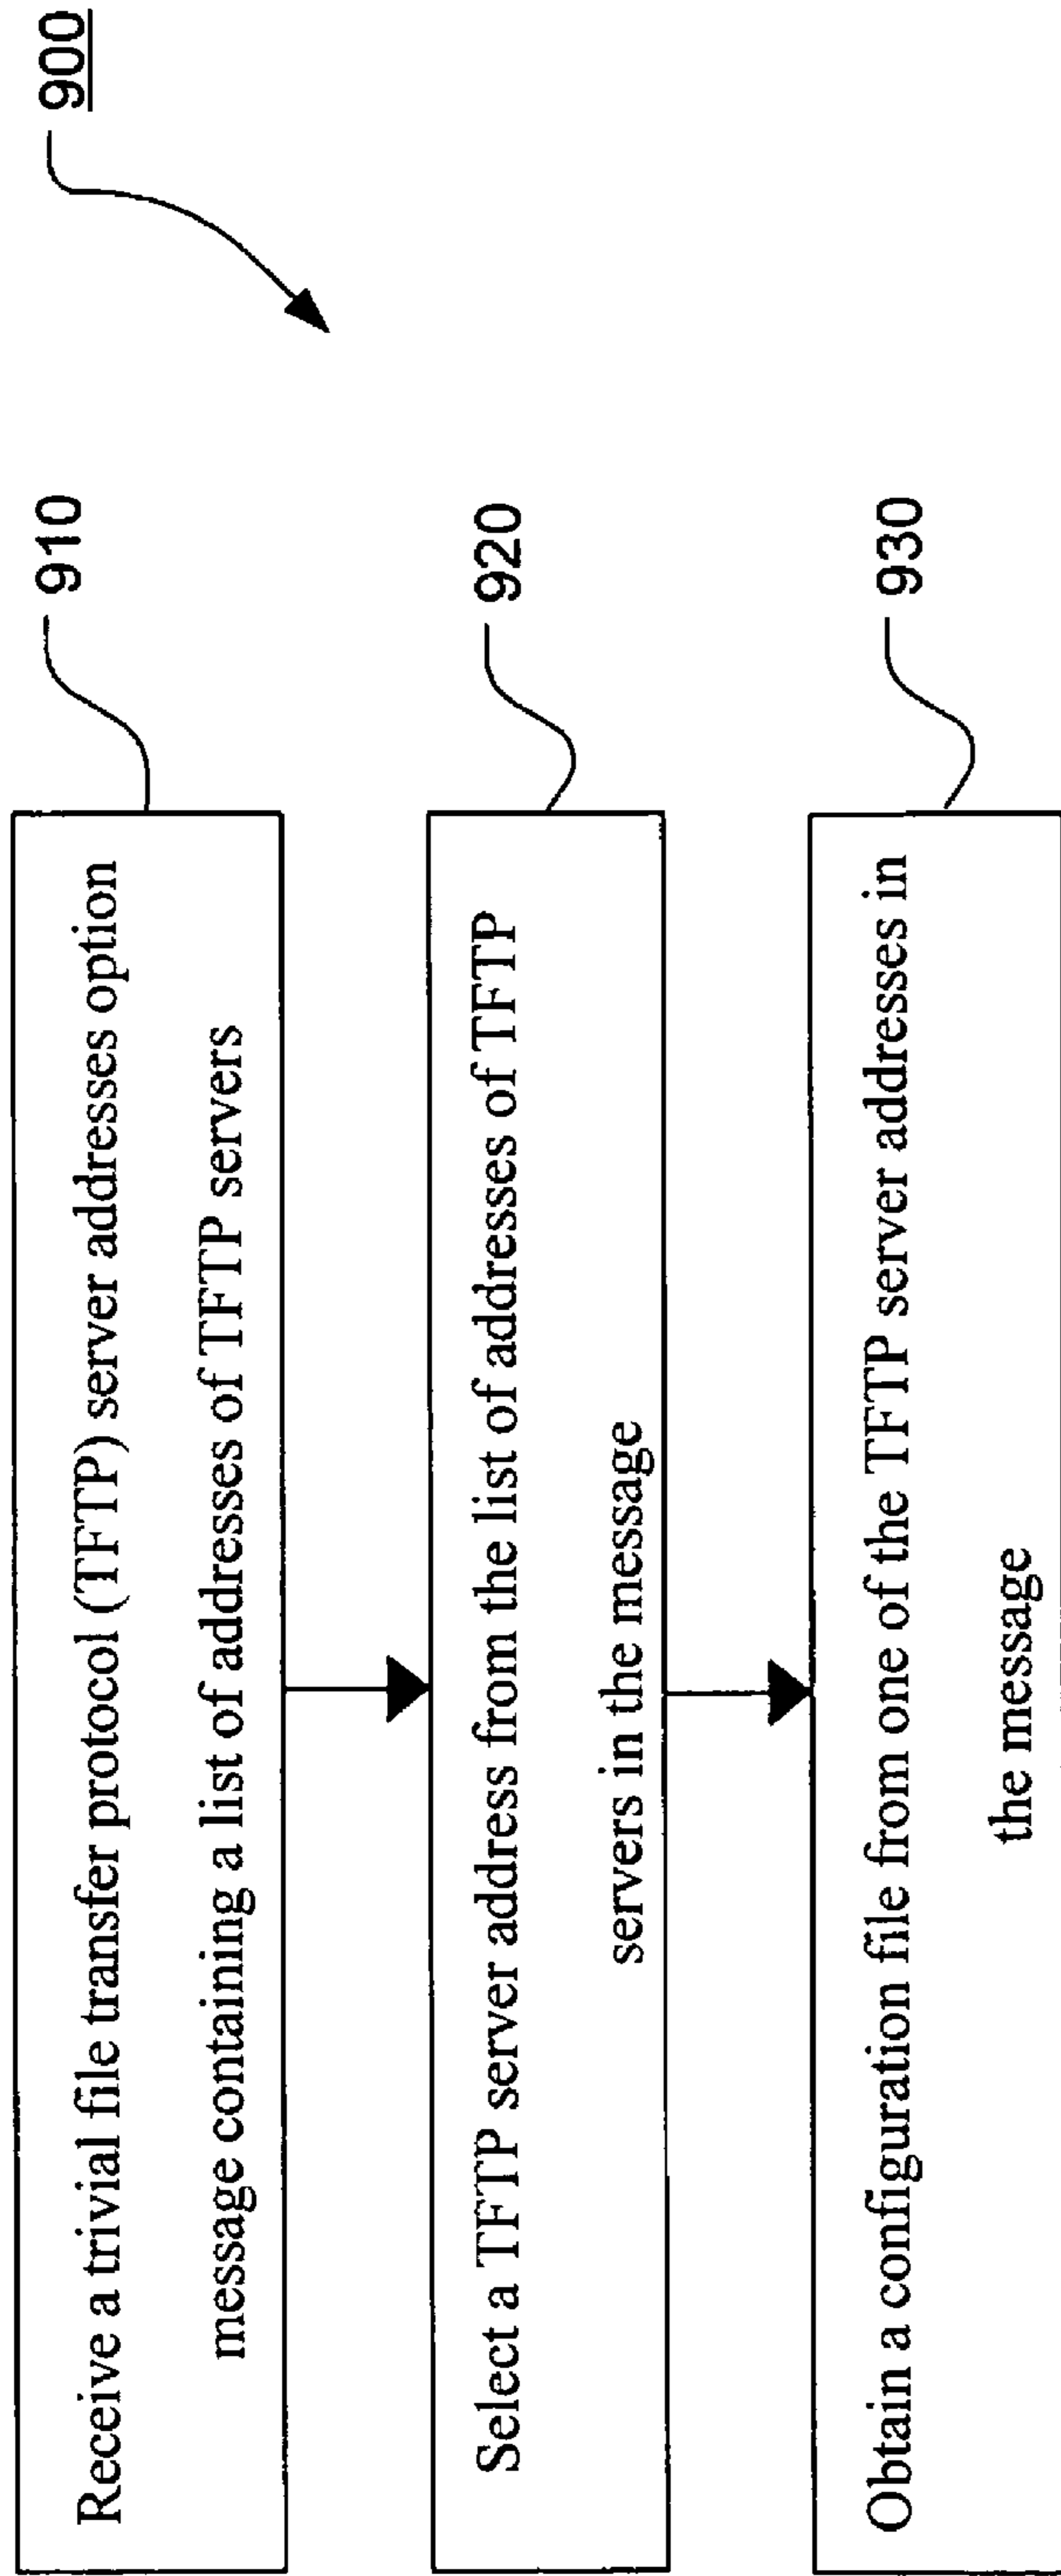 900
910
Receive a trivial file transfer protocol (TFTP) server addresses option
message containing a list of addresses of TFTP servers
920
Select a TFTP server address from the list of addresses of TFTP
servers in the message
930
Obtain a configuration file from one of the TFTP server addresses in
the message